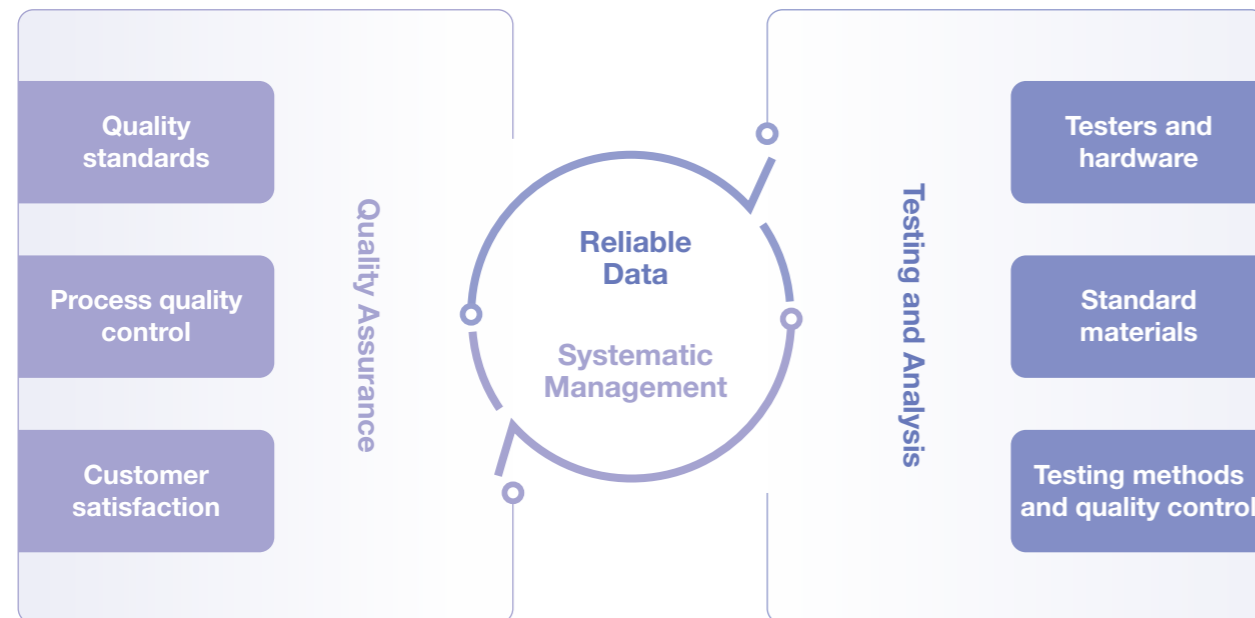 Quality
standards
Process quality
control
Customer
satisfaction
Quality Assurance
Reliable
Data
Systematic
Management
Testing and Analysis
Testers and
hardware
Standard
materials
Testing methods
and quality control